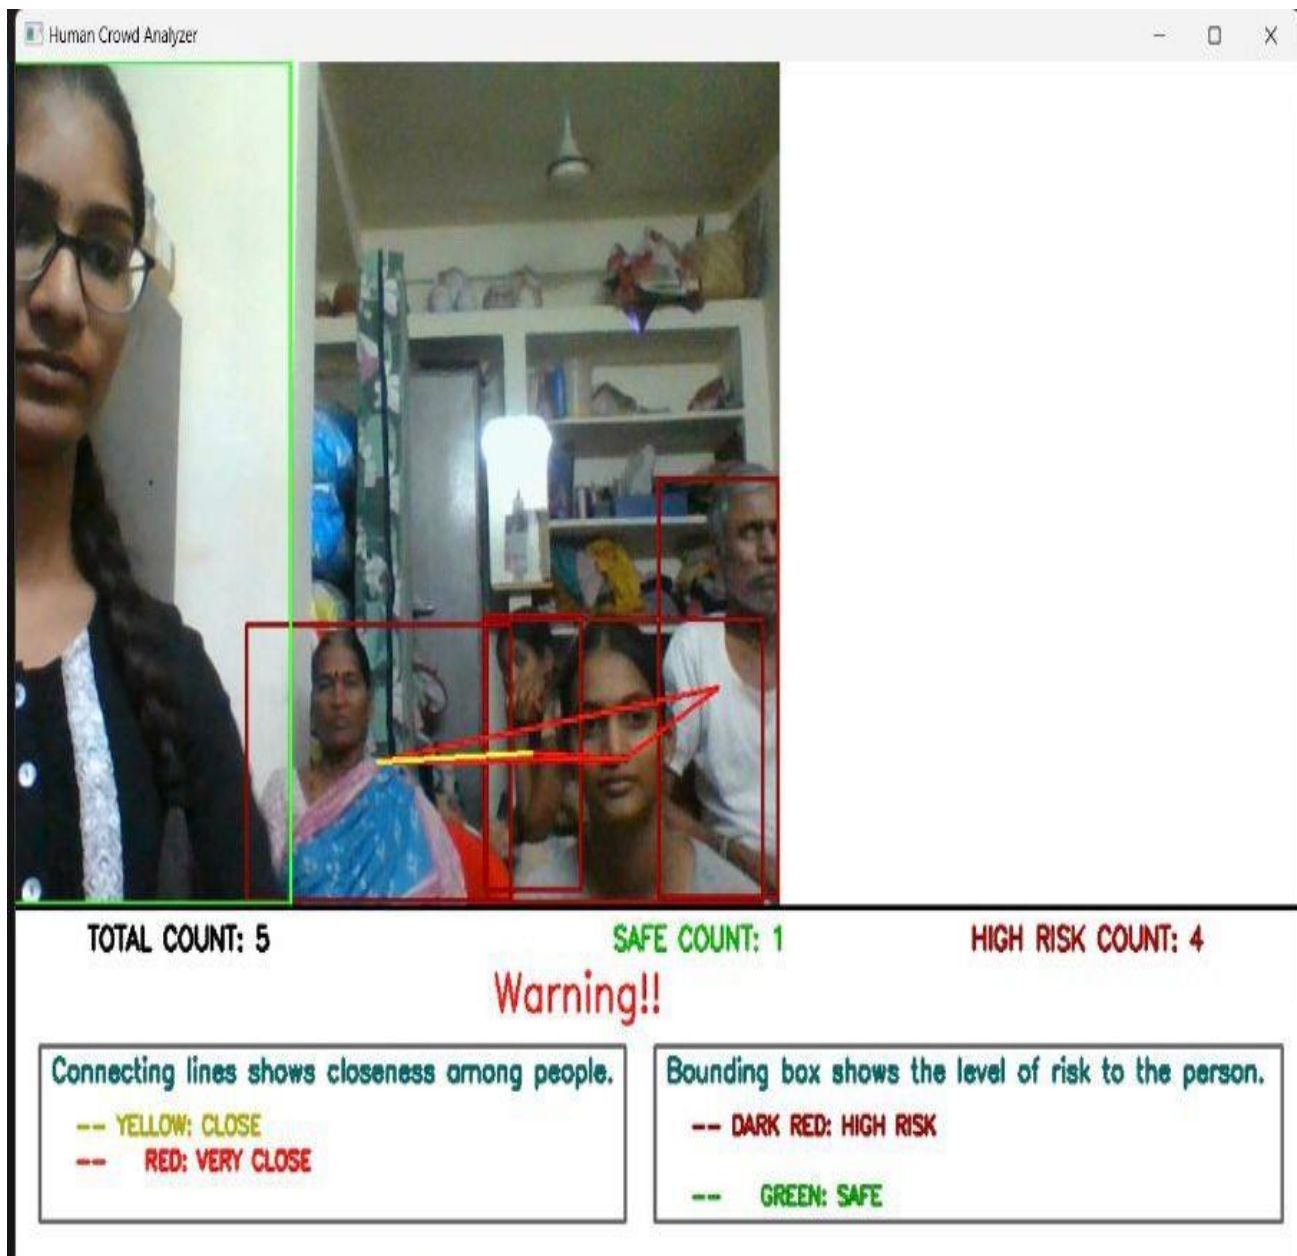 Human Crowd Analyzer
TOTAL COUNT: 5
SAFE COUNT: 1
HIGH RISK COUNT: 4
Warning!!
Connecting lines shows closeness among people.
-- YELLOW: CLOSE
-- RED: VERY CLOSE
Bounding box shows the level of risk to the person.
-- DARK RED: HIGH RISK
-- GREEN: SAFE